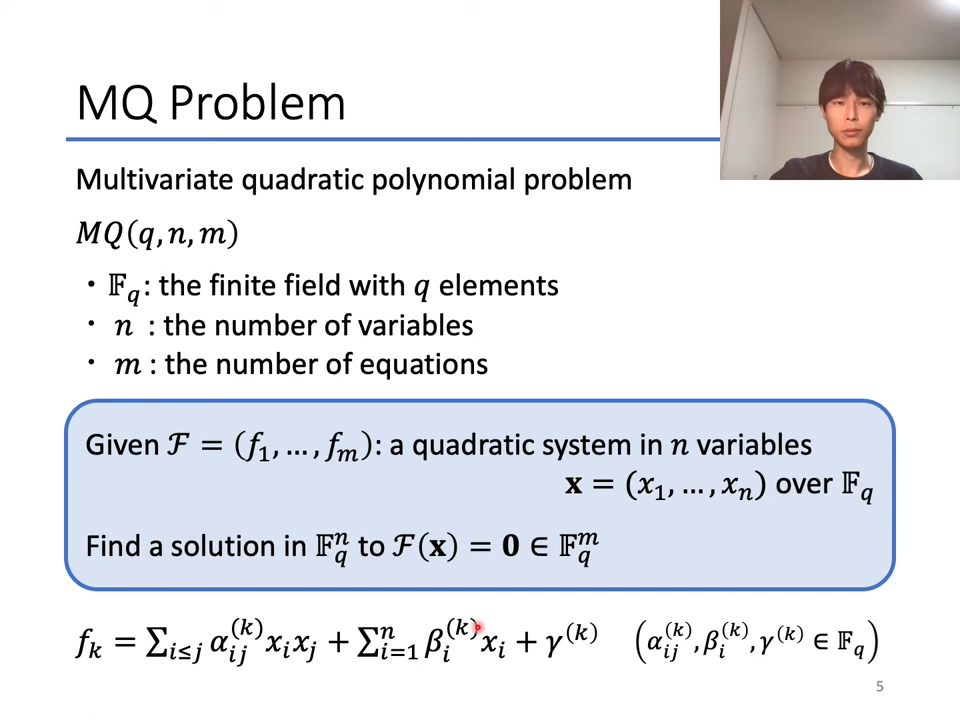 MQ Problem
Multivariate quadratic polynomial problem
𝑀𝑄(𝑞, 𝑛, 𝑚)
・𝔽_𝑞: the finite field with 𝑞 elements
・ 𝑛 : the number of variables
・ 𝑚 : the number of equations
Given ℱ = (𝑓_1, … , 𝑓_𝑚): a quadratic system in 𝑛 variables
𝐱 = (𝑥_1, … , 𝑥_𝑛) over 𝔽_𝑞
Find a solution in 𝔽_𝑞^𝑛 to ℱ(𝐱) = 𝟎 ∈ 𝔽_𝑞^𝑚
𝑓_𝑘 = ∑_{𝑖≤𝑗} 𝛼_{𝑖𝑗}^{(𝑘)} 𝑥_𝑖𝑥_𝑗 + ∑_{𝑖=1}^{𝑛} 𝛽_𝑖^{(𝑘)} 𝑥_𝑖 + 𝛾^{(𝑘)} (𝛼_{𝑖𝑗}^{(𝑘)}, 𝛽_𝑖^{(𝑘)}, 𝛾^{(𝑘)} ∈ 𝔽_𝑞)
5